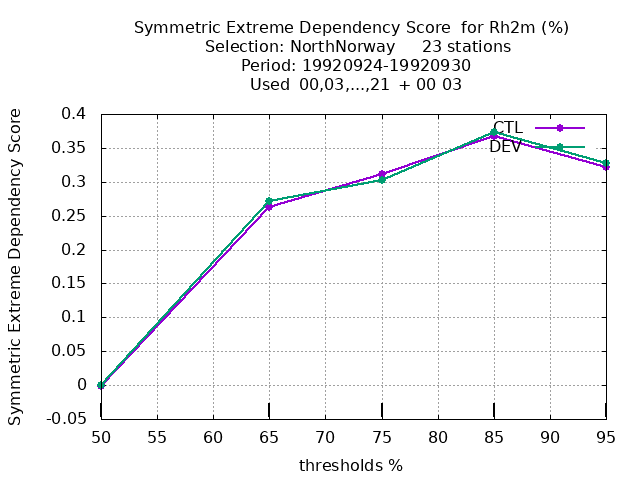 Symmetric Extreme Dependency Score for Rh2m (%)
Selection: NorthNorway 23 stations
Period: 19920924-19920930
Used 00,03,...,21 + 00 03
Symmetric Extreme Dependency Score
0.4
0.35
0.3
0.25
0.2
0.15
0.1
0.05
0
-0.05
CTL
DEV
50 55 60 65 70 75 80 85 90 95
thresholds %